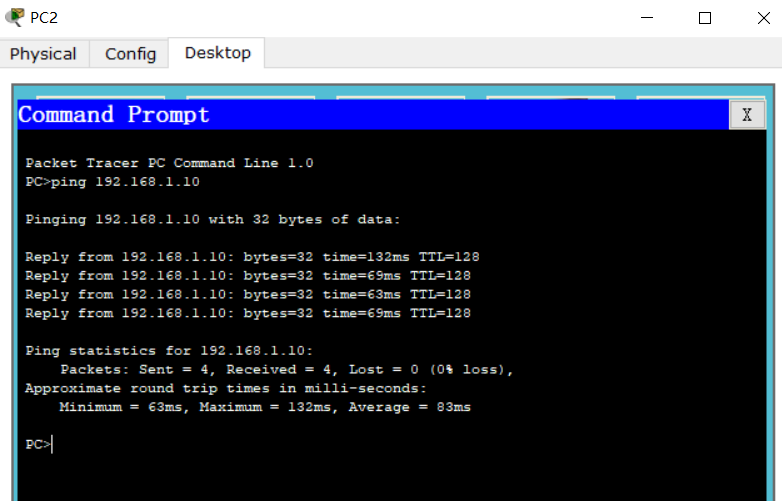 PC2
Physical Config Desktop
Command Prompt X
Packet Tracer PC Command Line 1.0
PC>ping 192.168.1.10
Pinging 192.168.1.10 with 32 bytes of data:
Reply from 192.168.1.10: bytes=32 time=132ms TTL=128
Reply from 192.168.1.10: bytes=32 time=69ms TTL=128
Reply from 192.168.1.10: bytes=32 time=63ms TTL=128
Reply from 192.168.1.10: bytes=32 time=69ms TTL=128
Ping statistics for 192.168.1.10:
Packets: Sent = 4, Received = 4, Lost = 0 (0% loss),
Approximate round trip times in milli-seconds:
Minimum = 63ms, Maximum = 132ms, Average = 83ms
PC>